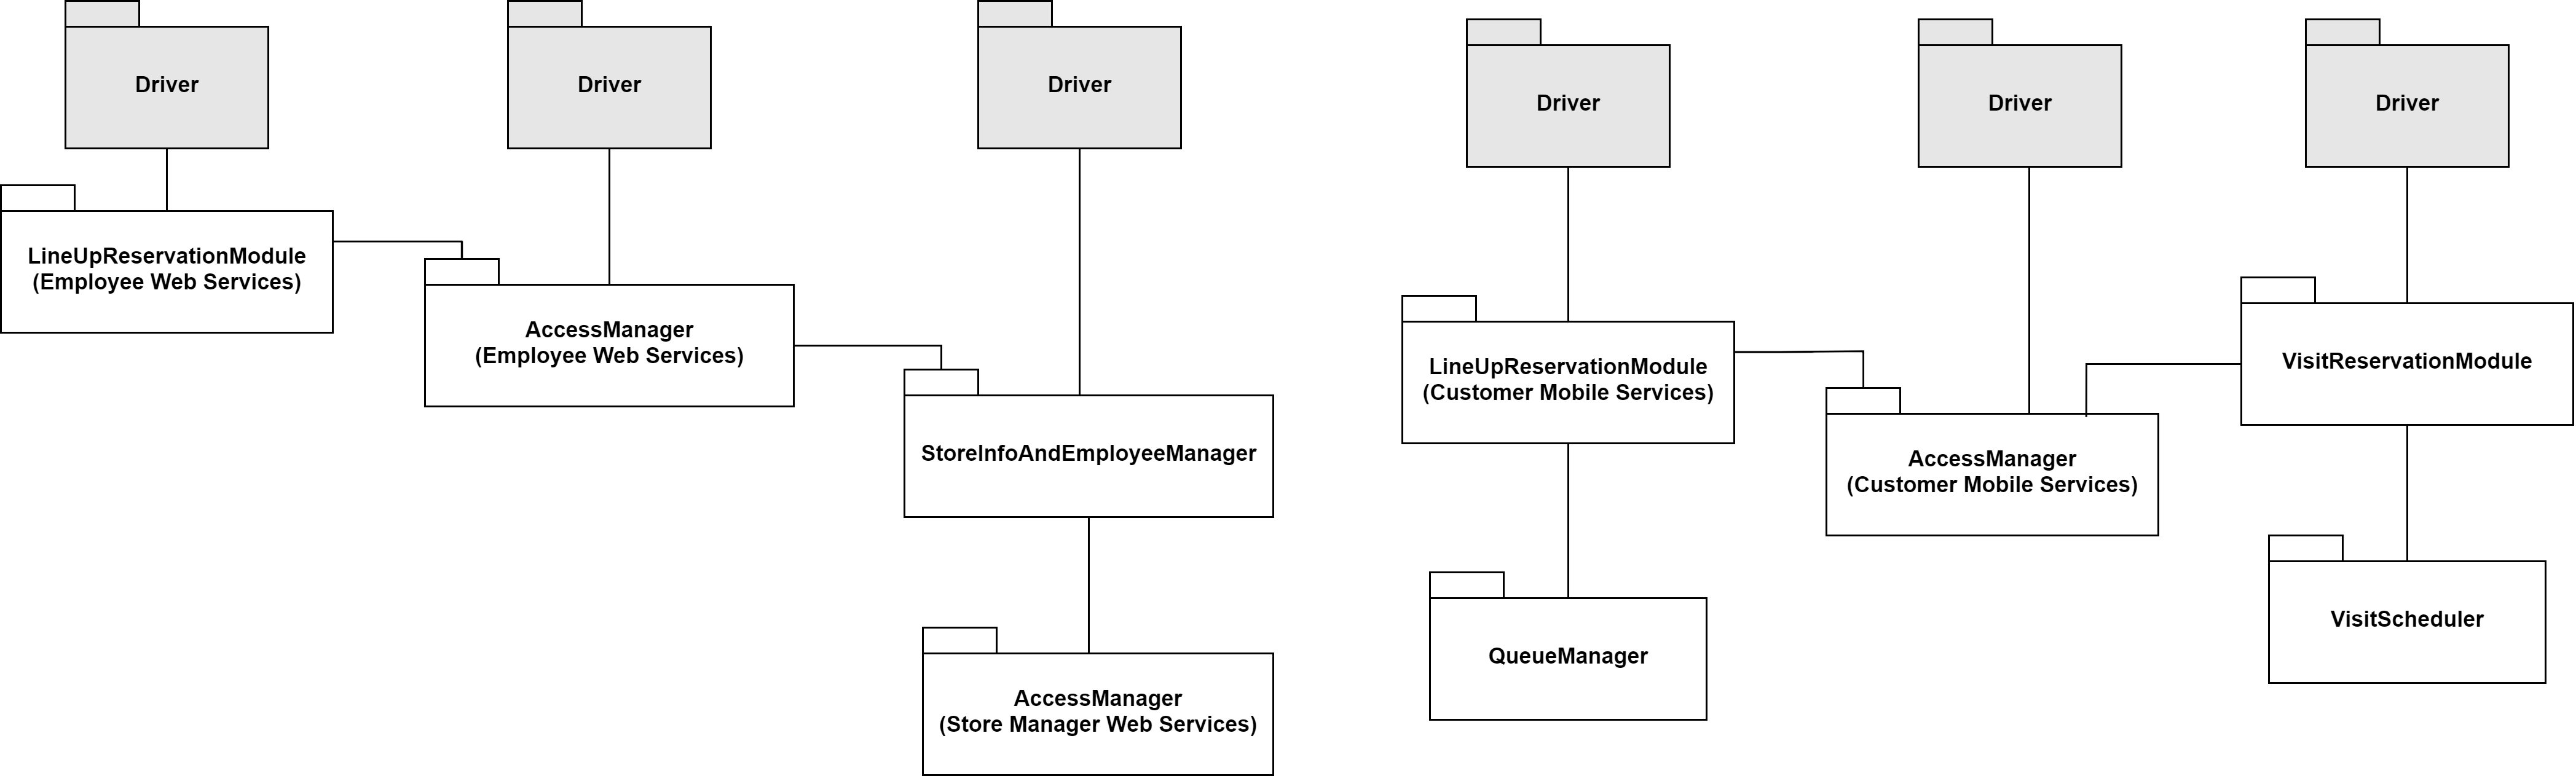 Driver
Driver
Driver
Driver
Driver
Driver
LineUpReservationModule
(Employee Web Services)
AccessManager
(Employee Web Services)
StoreInfoAndEmployeeManager
AccessManager
(Store Manager Web Services)
LineUpReservationModule
(Customer Mobile Services)
QueueManager
AccessManager
(Customer Mobile Services)
VisitReservationModule
VisitScheduler